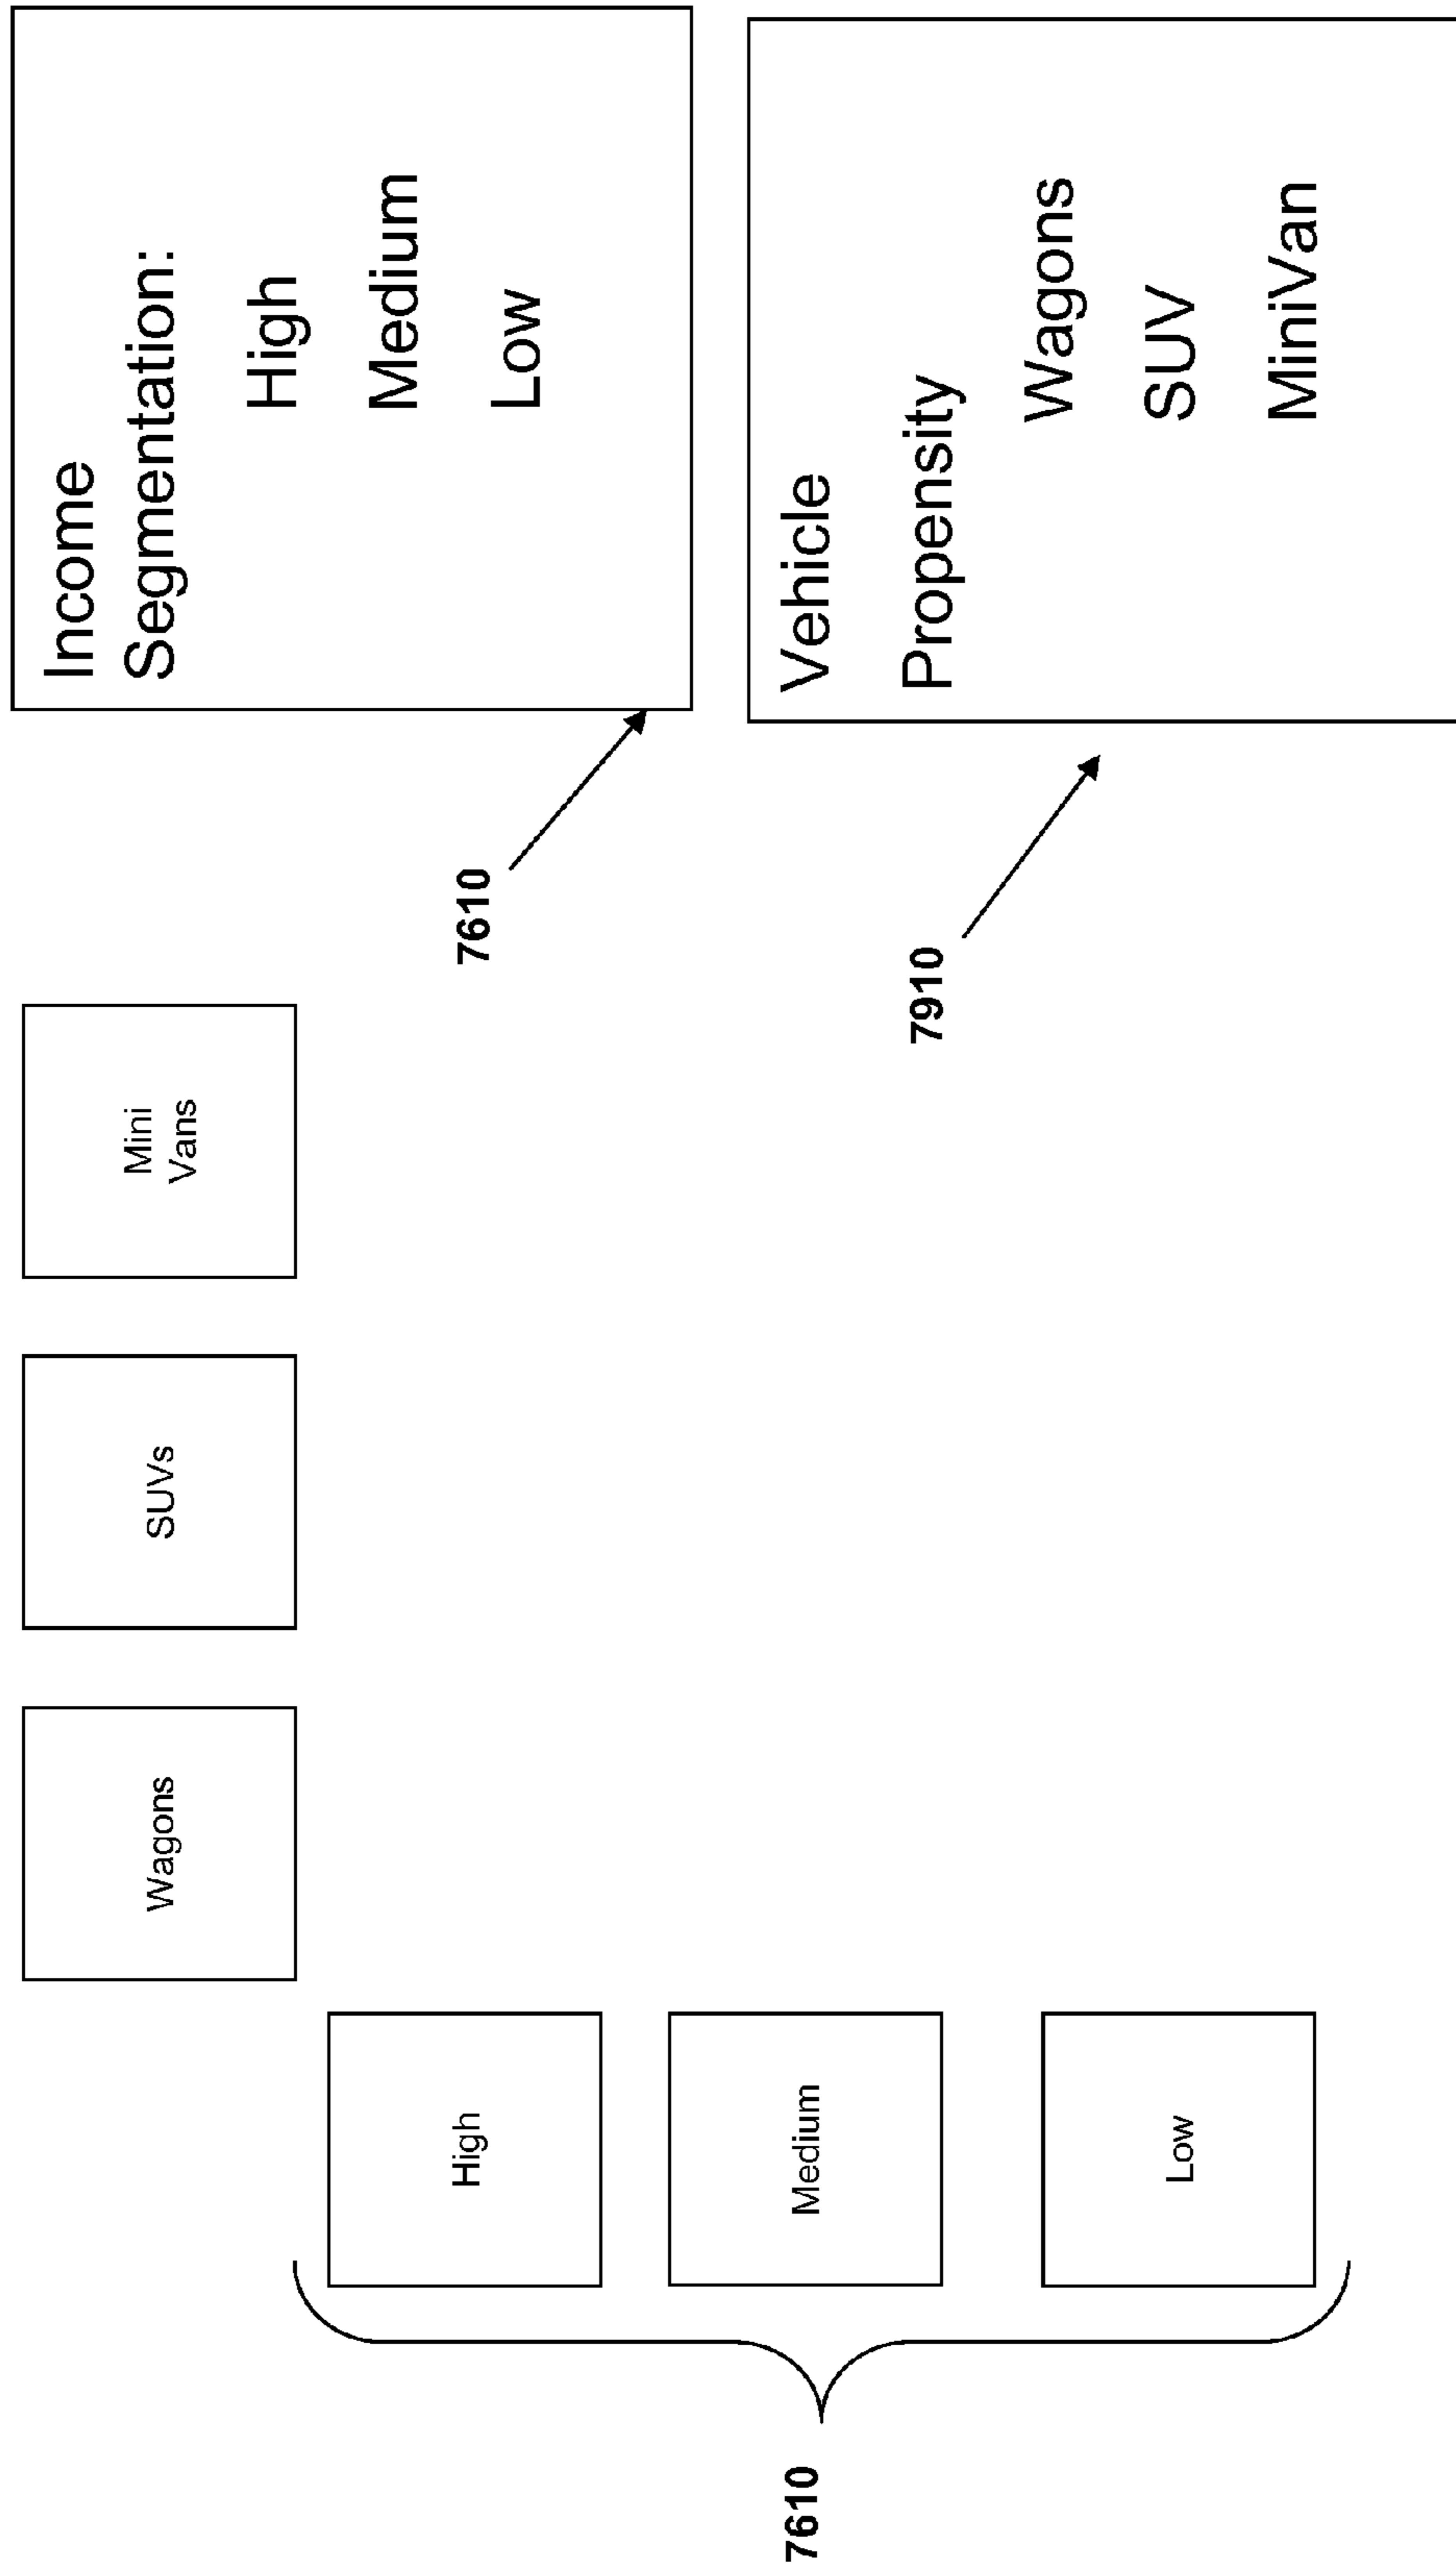 Wagons
SUVs
Mini
Vans
High
Medium
Low
7610
Income
Segmentation:
High
Medium
Low
7610
Vehicle
Propensity
Wagons
SUV
MiniVan
7910